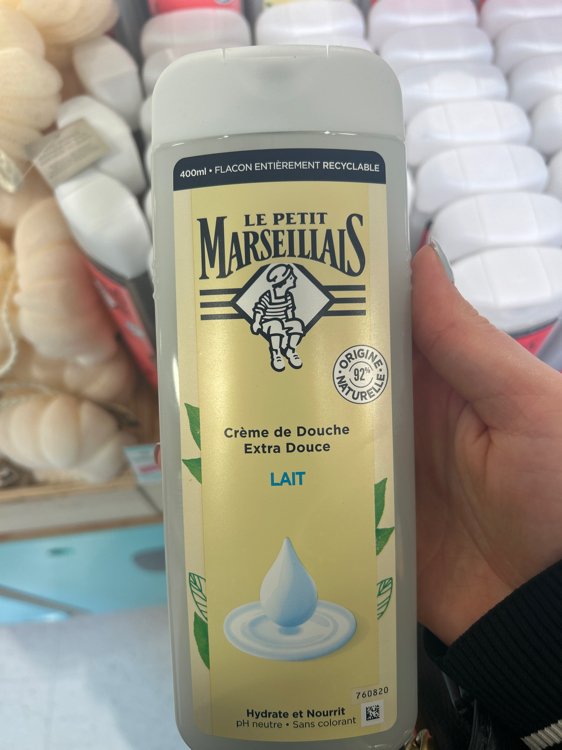 400ml • FLACON ENTIÈREMENT RECYCLABLE
LE PETIT
MARSEILLAIS
ORIGINE
92%
NATURELLE
Crème de Douche
Extra Douce
LAIT
760820
Hydrate et Nourrit
pH neutre • Sans colorant